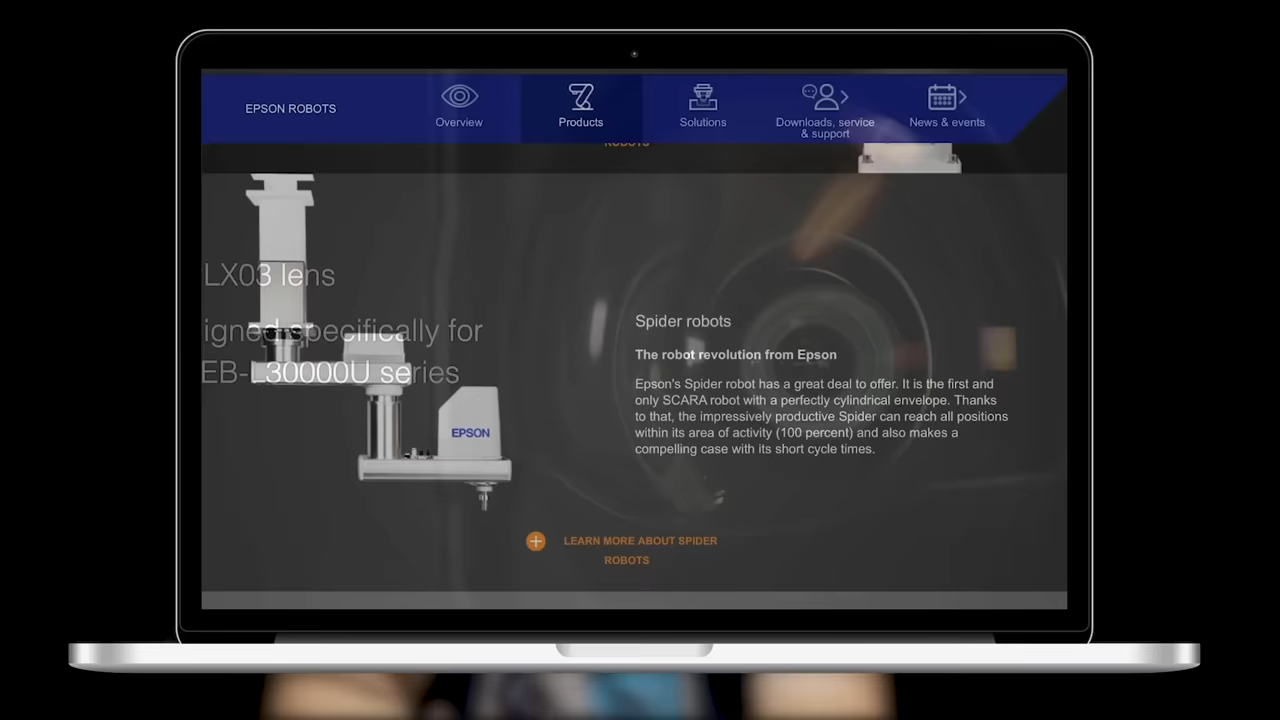 EPSON ROBOTS
Overview
Products
Solutions
Downloads, service
& support
News & events
ROBOTS
LX03 lens
igned specifically for
EB-L30000U series
EPSON
Spider robots
The robot revolution from Epson
Epson's Spider robot has a great deal to offer. It is the first and
only SCARA robot with a perfectly cylindrical envelope. Thanks
to that, the impressively productive Spider can reach all positions
within its area of activity (100 percent) and also makes a
compelling case with its short cycle times.
LEARN MORE ABOUT SPIDER
ROBOTS